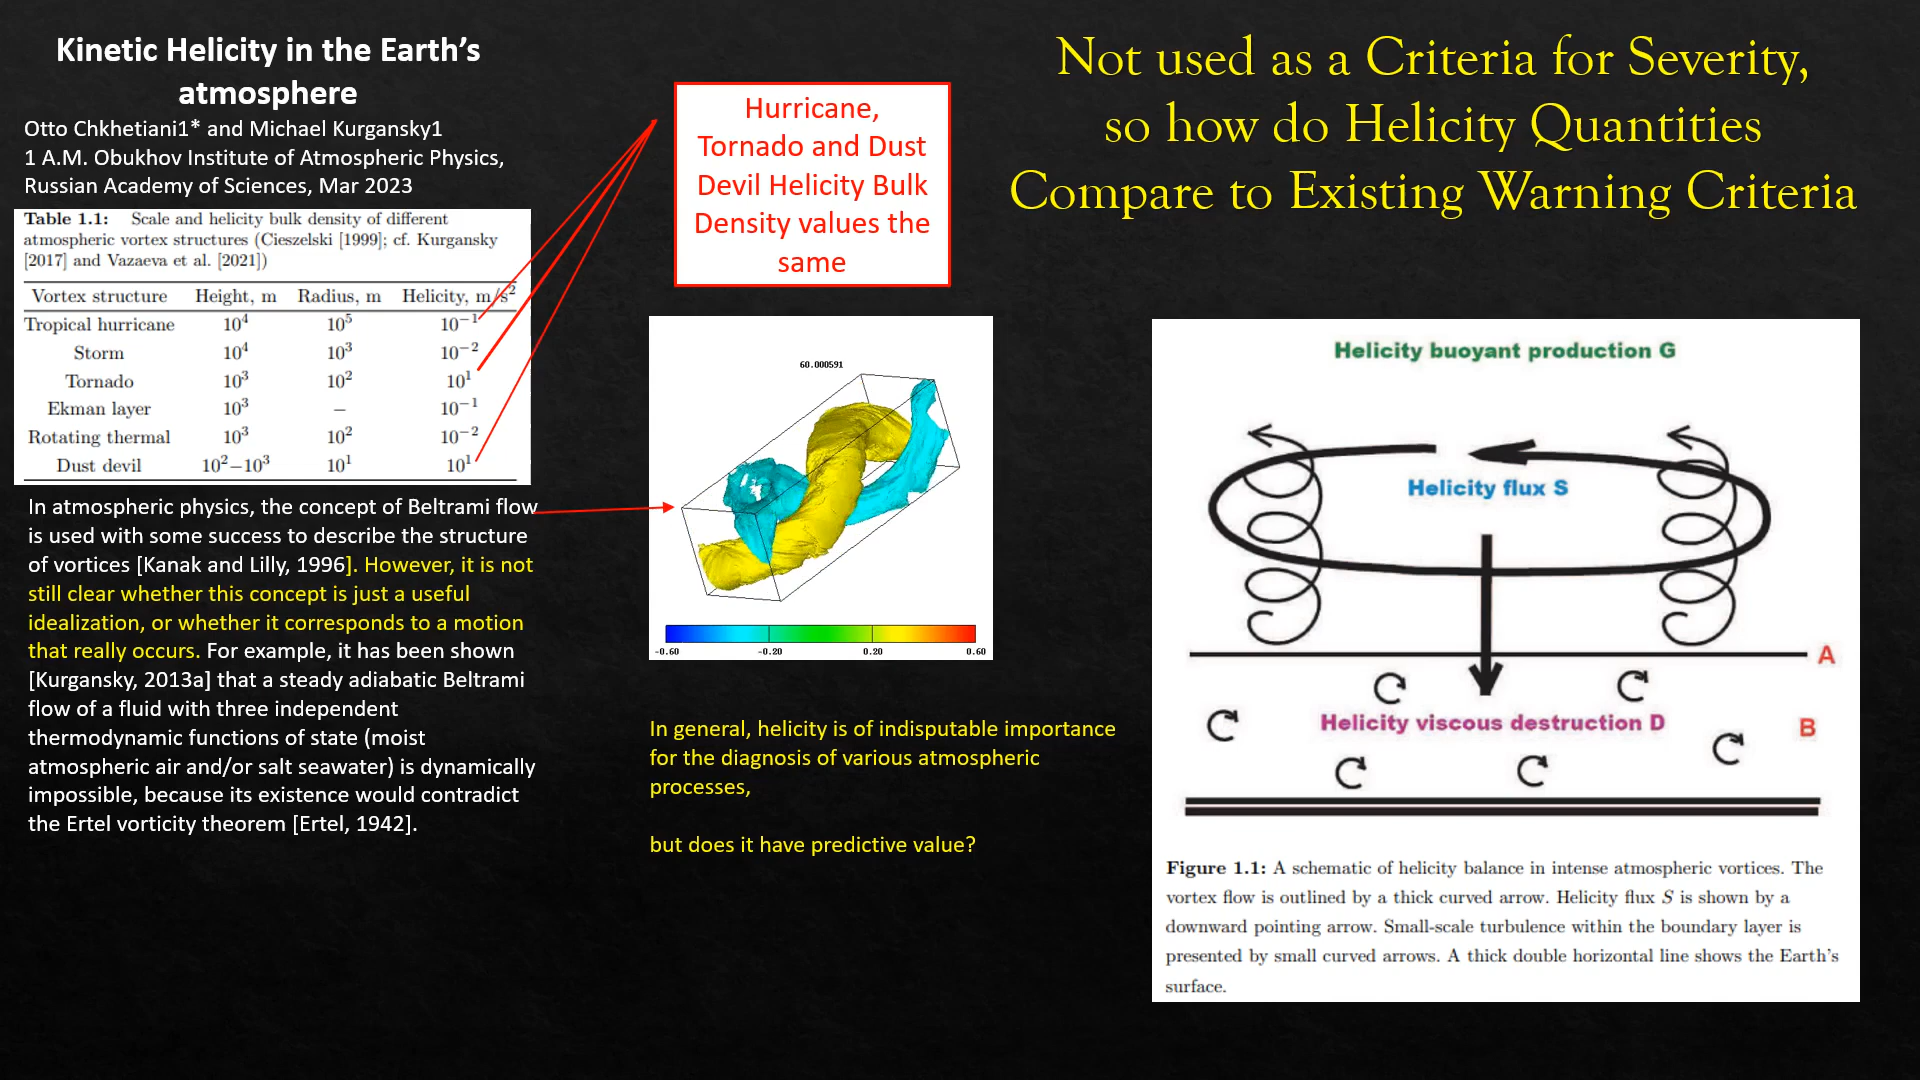 Kinetic Helicity in the Earth's
atmosphere
Otto Chkhetiani1* and Michael Kurgansky1
1 A.M. Obukhov Institute of Atmospheric Physics,
Russian Academy of Sciences, Mar 2023
Table 1.1: Scale and helicity bulk density of different
atmospheric vortex structures (Cieszelski [1999]; cf. Kurgansky
[2017] and Vazaeva et al. [2021])
Vortex structure Height, m Radius, m Helicity, m/s²
Tropical hurricane 10⁴ 10⁵ 10⁻¹
Storm 10⁴ 10³ 10⁻²
Tornado 10³ 10² 10¹
Ekman layer 10³ – 10⁻¹
Rotating thermal 10³ 10² 10⁻²
Dust devil 10²–10³ 10¹ 10¹
In atmospheric physics, the concept of Beltrami flow
is used with some success to describe the structure
of vortices [Kanak and Lilly, 1996]. However, it is not
still clear whether this concept is just a useful
idealization, or whether it corresponds to a motion
that really occurs. For example, it has been shown
[Kurgansky, 2013a] that a steady adiabatic Beltrami
flow of a fluid with three independent
thermodynamic functions of state (moist
atmospheric air and/or salt seawater) is dynamically
impossible, because its existence would contradict
the Ertel vorticity theorem [Ertel, 1942].
Hurricane,
Tornado and Dust
Devil Helicity Bulk
Density values the
same
60.000591
-0.60 -0.20 0.20 0.60
In general, helicity is of indisputable importance
for the diagnosis of various atmospheric
processes,
but does it have predictive value?
Not used as a Criteria for Severity,
so how do Helicity Quantities
Compare to Existing Warning Criteria
Helicity buoyant production G
Helicity flux S
A
Helicity viscous destruction D
B
Figure 1.1: A schematic of helicity balance in intense atmospheric vortices. The
vortex flow is outlined by a thick curved arrow. Helicity flux S is shown by a
downward pointing arrow. Small-scale turbulence within the boundary layer is
presented by small curved arrows. A thick double horizontal line shows the Earth's
surface.